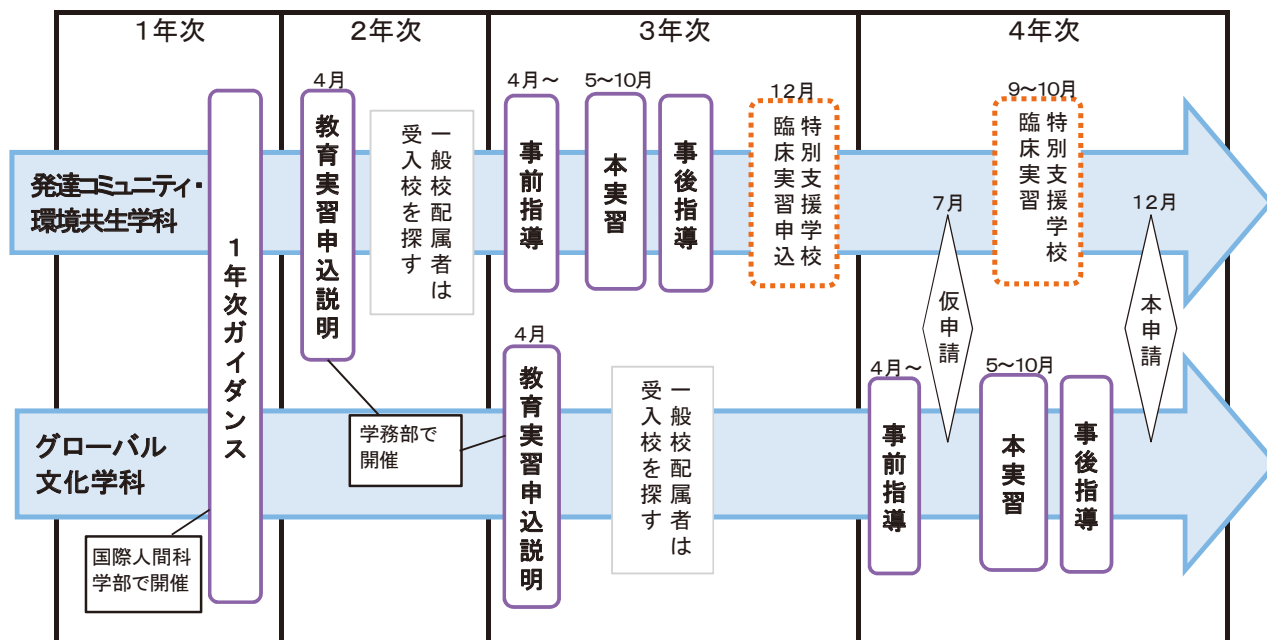 1年次
2年次
3年次
4年次
発達コミュニティ・
環境共生学科
1年次ガイダンス
4月
教育実習申込説明
一般校配属者は
受入校を探す
4月～
事前指導
5～10月
本実習
事後指導
12月
特別支援学校
臨床実習申込
7月
仮申請
9～10月
特別支援学校
臨床実習
12月
本申請
グローバル
文化学科
国際人間科
学部で開催
学務部で
開催
4月
教育実習申込説明
一般校配属者は
受入校を探す
4月～
事前指導
5～10月
本実習
事後指導